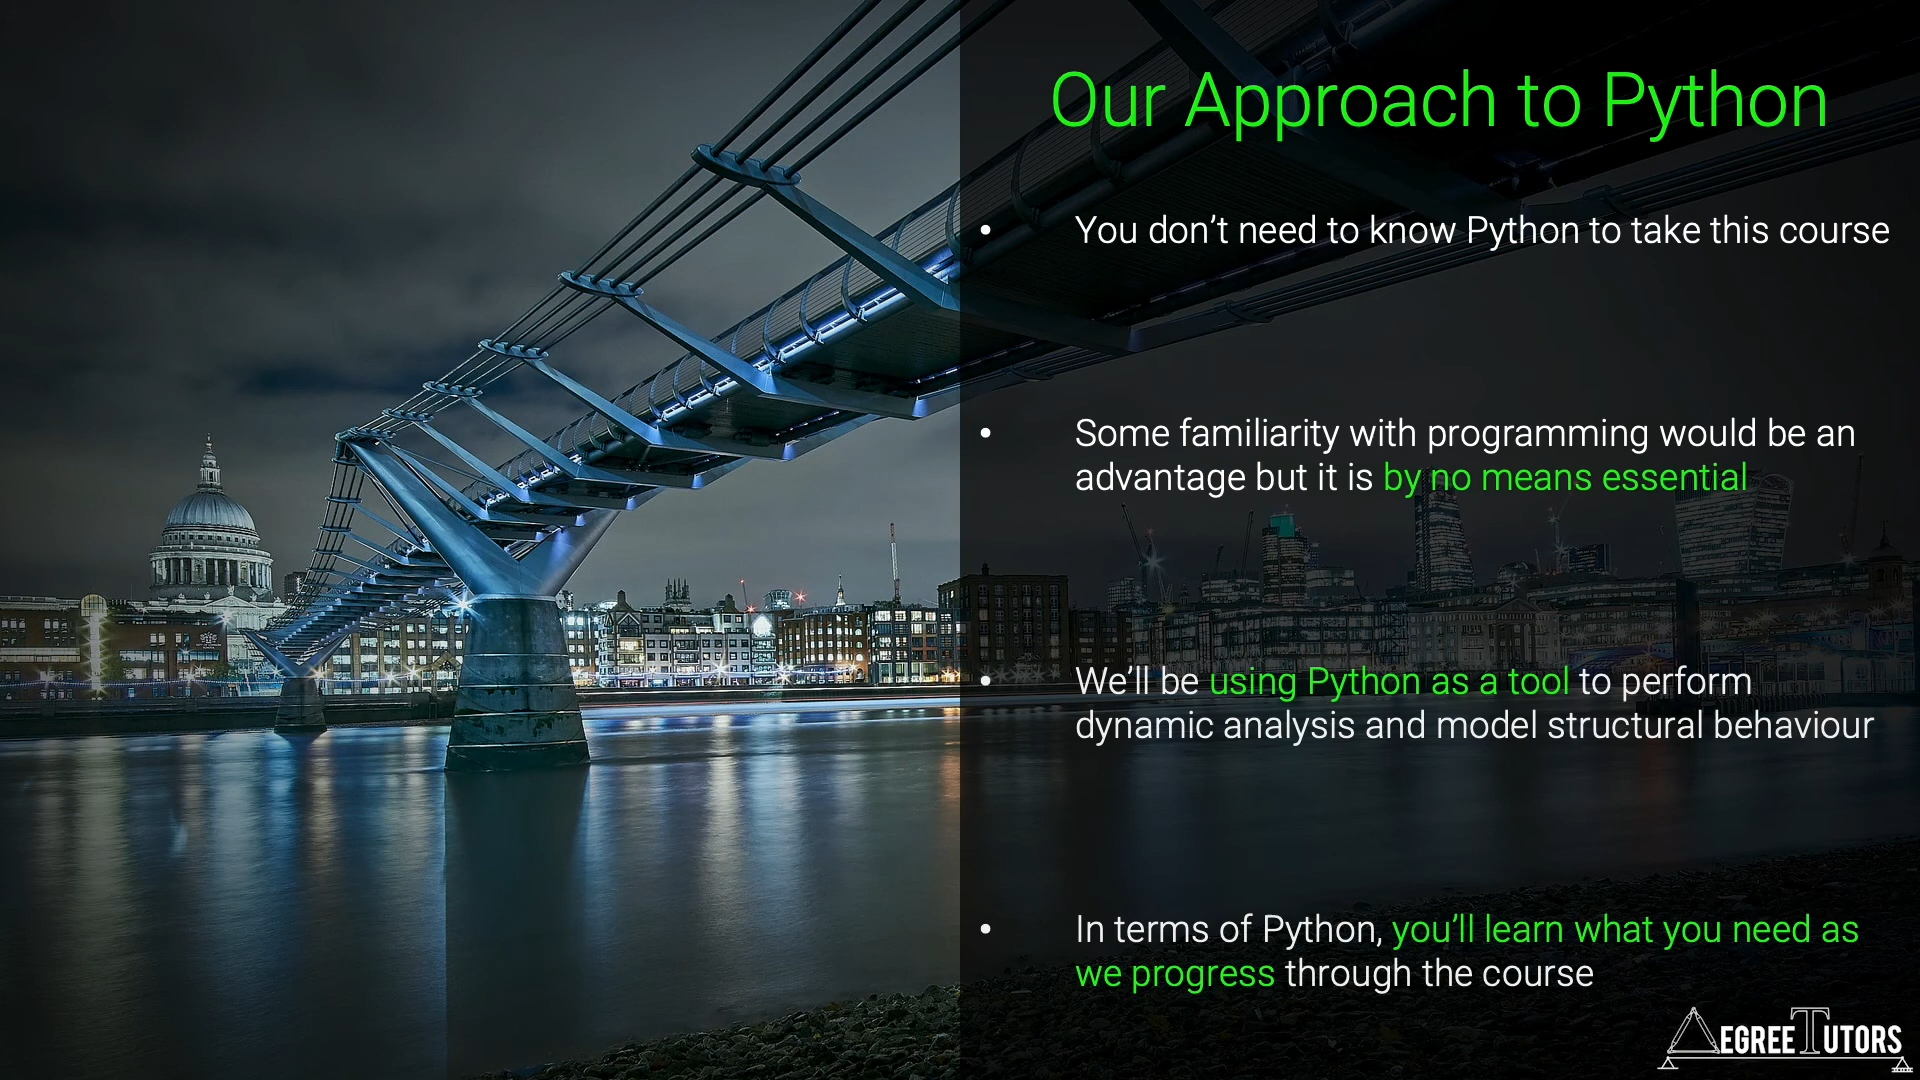 Our Approach to Python
• You don’t need to know Python to take this course
• Some familiarity with programming would be an
advantage but it is by no means essential
• We’ll be using Python as a tool to perform
dynamic analysis and model structural behaviour
• In terms of Python, you’ll learn what you need as
we progress through the course
DEGREE TUTORS